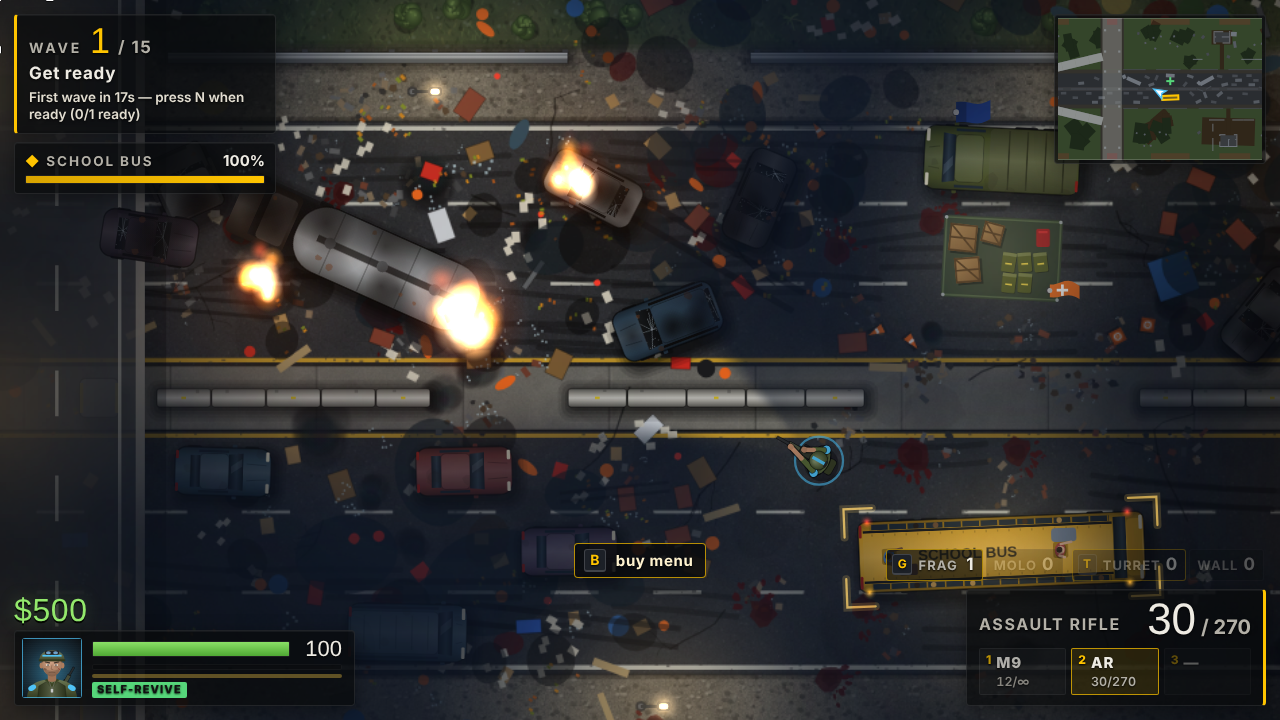 WAVE 1 / 15
Get ready
First wave in 17s — press N when
ready (0/1 ready)
SCHOOL BUS 100%
B buy menu
SCHOOL BUS
G FRAG 1 MOLO 0 T TURRET 0 WALL 0
$500
100
SELF-REVIVE
ASSAULT RIFLE 30 / 270
1 M9
12/∞
2 AR
30/270
3 —